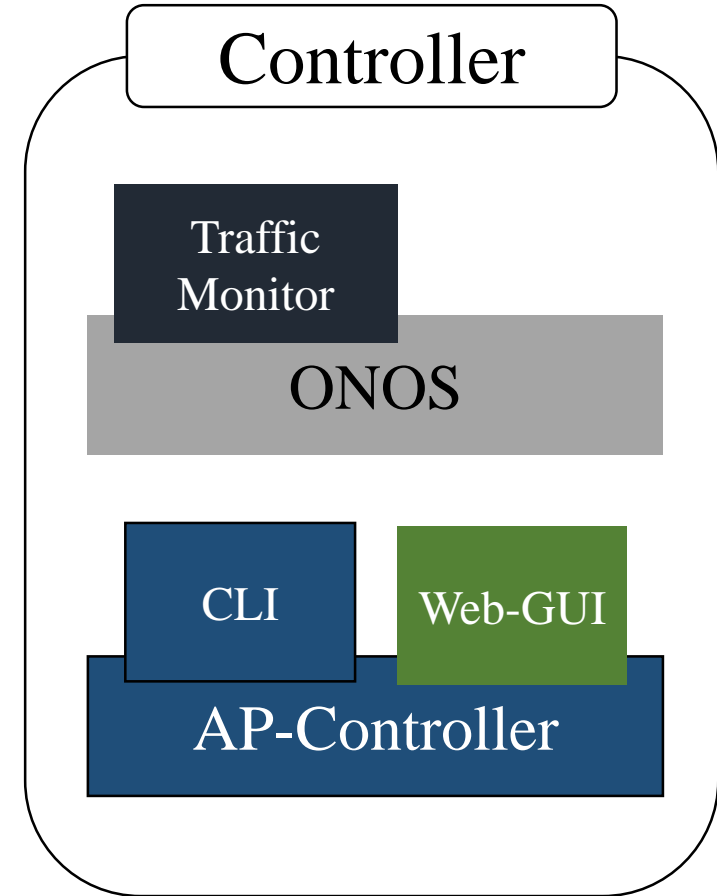 Controller
Traffic
Monitor
ONOS
CLI
Web-GUI
AP-Controller